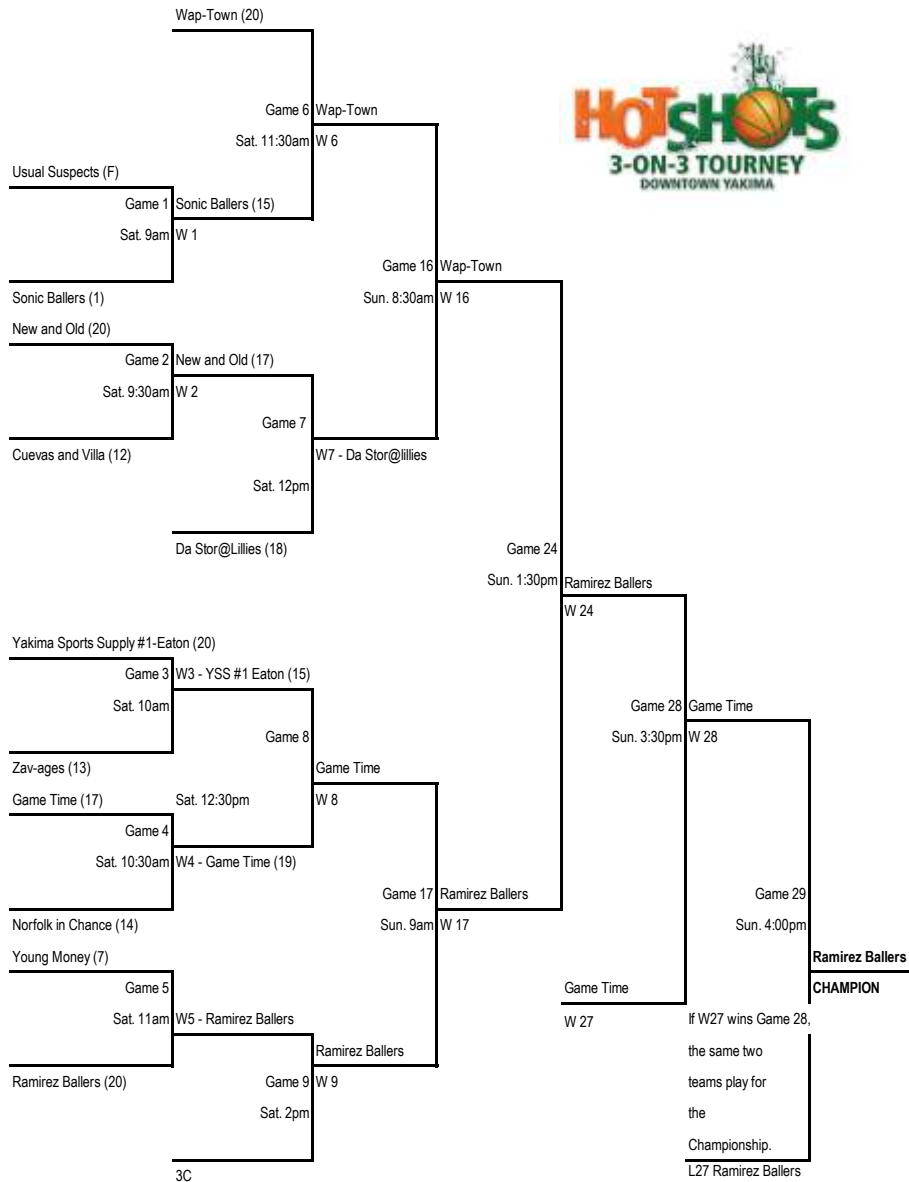 Wap-Town (20)
HOTSHOTS
3-ON-3 TOURNEY
DOWNTOWN YAKIMA
Game 6 Wap-Town
Sat. 11:30am W 6
Usual Suspects (F)
Game 1 Sonic Ballers (15)
Sat. 9am W 1
Game 16 Wap-Town
Sonic Ballers (1)
Sun. 8:30am W 16
New and Old (20)
Game 2 New and Old (17)
Sat. 9:30am W 2
Game 7
Cuevas and Villa (12)
W7 - Da Stor@lillies
Sat. 12pm
Da Stor@Lillies (18)
Game 24
Sun. 1:30pm Ramirez Ballers
W 24
Yakima Sports Supply #1-Eaton (20)
Game 3 W3 - YSS #1 Eaton (15)
Sat. 10am
Game 28 Game Time
Game 8
Sun. 3:30pm W 28
Zav-ages (13)
Game Time
Game Time (17)
Sat. 12:30pm
W 8
Game 4
Sat. 10:30am W4 - Game Time (19)
Game 17 Ramirez Ballers
Game 29
Norfolk in Chance (14)
Sun. 9am W 17
Sun. 4:00pm
Young Money (7)
Ramirez Ballers
Game 5
Game Time
CHAMPION
Sat. 11am W5 - Ramirez Ballers
W 27
If W27 wins Game 28,
Ramirez Ballers
the same two
Ramirez Ballers (20)
Game 9 W 9
teams play for
Sat. 2pm
the
Championship.
3C
L27 Ramirez Ballers